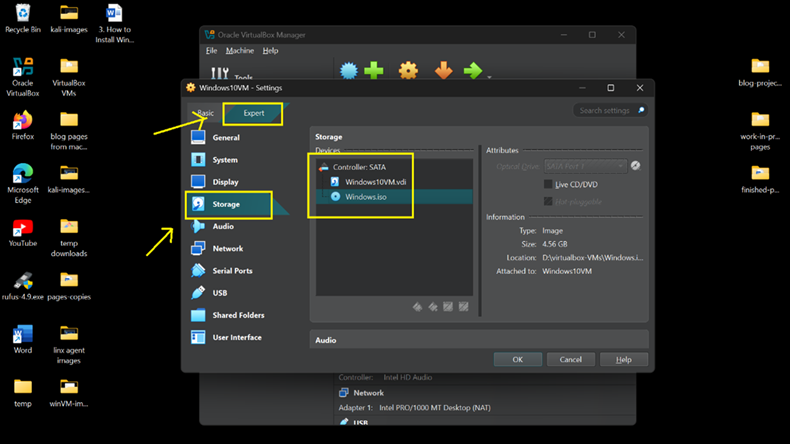 Recycle Bin
kali-images
3. How to
Install Win...
Oracle
VirtualBox
VirtualBox
VMs
Firefox
blog pages
from mac...
Microsoft
Edge
kali-images...
YouTube
temp
downloads
rufus-4.9.exe
pages-copies
Word
linx agent
images
temp
winVM-im...
blog-projec...
work-in-pr...
pages
finished-p...
Oracle VirtualBox Manager
File Machine Help
Tools
Windows10VM - Settings
Basic
Expert
Search settings
General
System
Display
Storage
Audio
Network
Serial Ports
USB
Shared Folders
User Interface
Storage
Devices
Controller: SATA
Windows10VM.vdi
Windows.iso
Attributes
Optical Drive: SATA Port 1
Live CD/DVD
Hot-pluggable
Information
Type: Image
Size: 4.56 GB
Location: D:\virtualbox-VMs\Windows.i...
Attached to: Windows10VM
Audio
OK
Cancel
Help
Controller: Intel HD Audio
Network
Adapter 1: Intel PRO/1000 MT Desktop (NAT)
USB